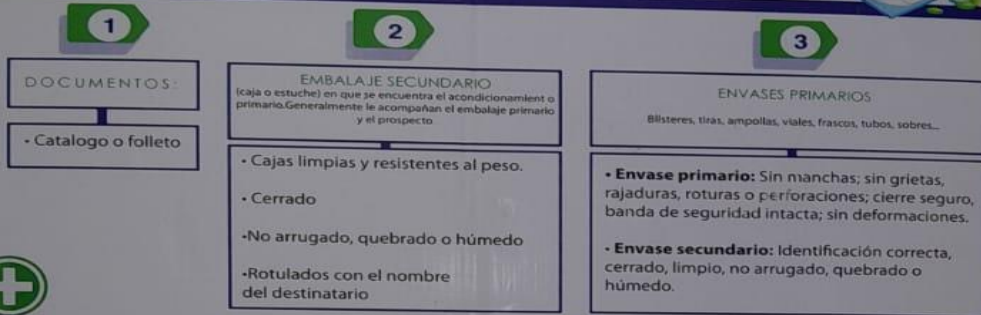 1
DOCUMENTOS:
• Catalogo o folleto
2
EMBALAJE SECUNDARIO
(caja o estuche) en que se encuentra el acondicionamient o
primario.Generalmente le acompañan el embalaje primario
y el prospecto
• Cajas limpias y resistentes al peso.
• Cerrado
•No arrugado, quebrado o húmedo
•Rotulados con el nombre
del destinatario
3
ENVASES PRIMARIOS
Blísteres, tiras, ampollas, viales, frascos, tubos, sobres...
• Envase primario: Sin manchas; sin grietas,
rajaduras, roturas o perforaciones; cierre seguro,
banda de seguridad intacta; sin deformaciones.
• Envase secundario: Identificación correcta,
cerrado, limpio, no arrugado, quebrado o
húmedo.